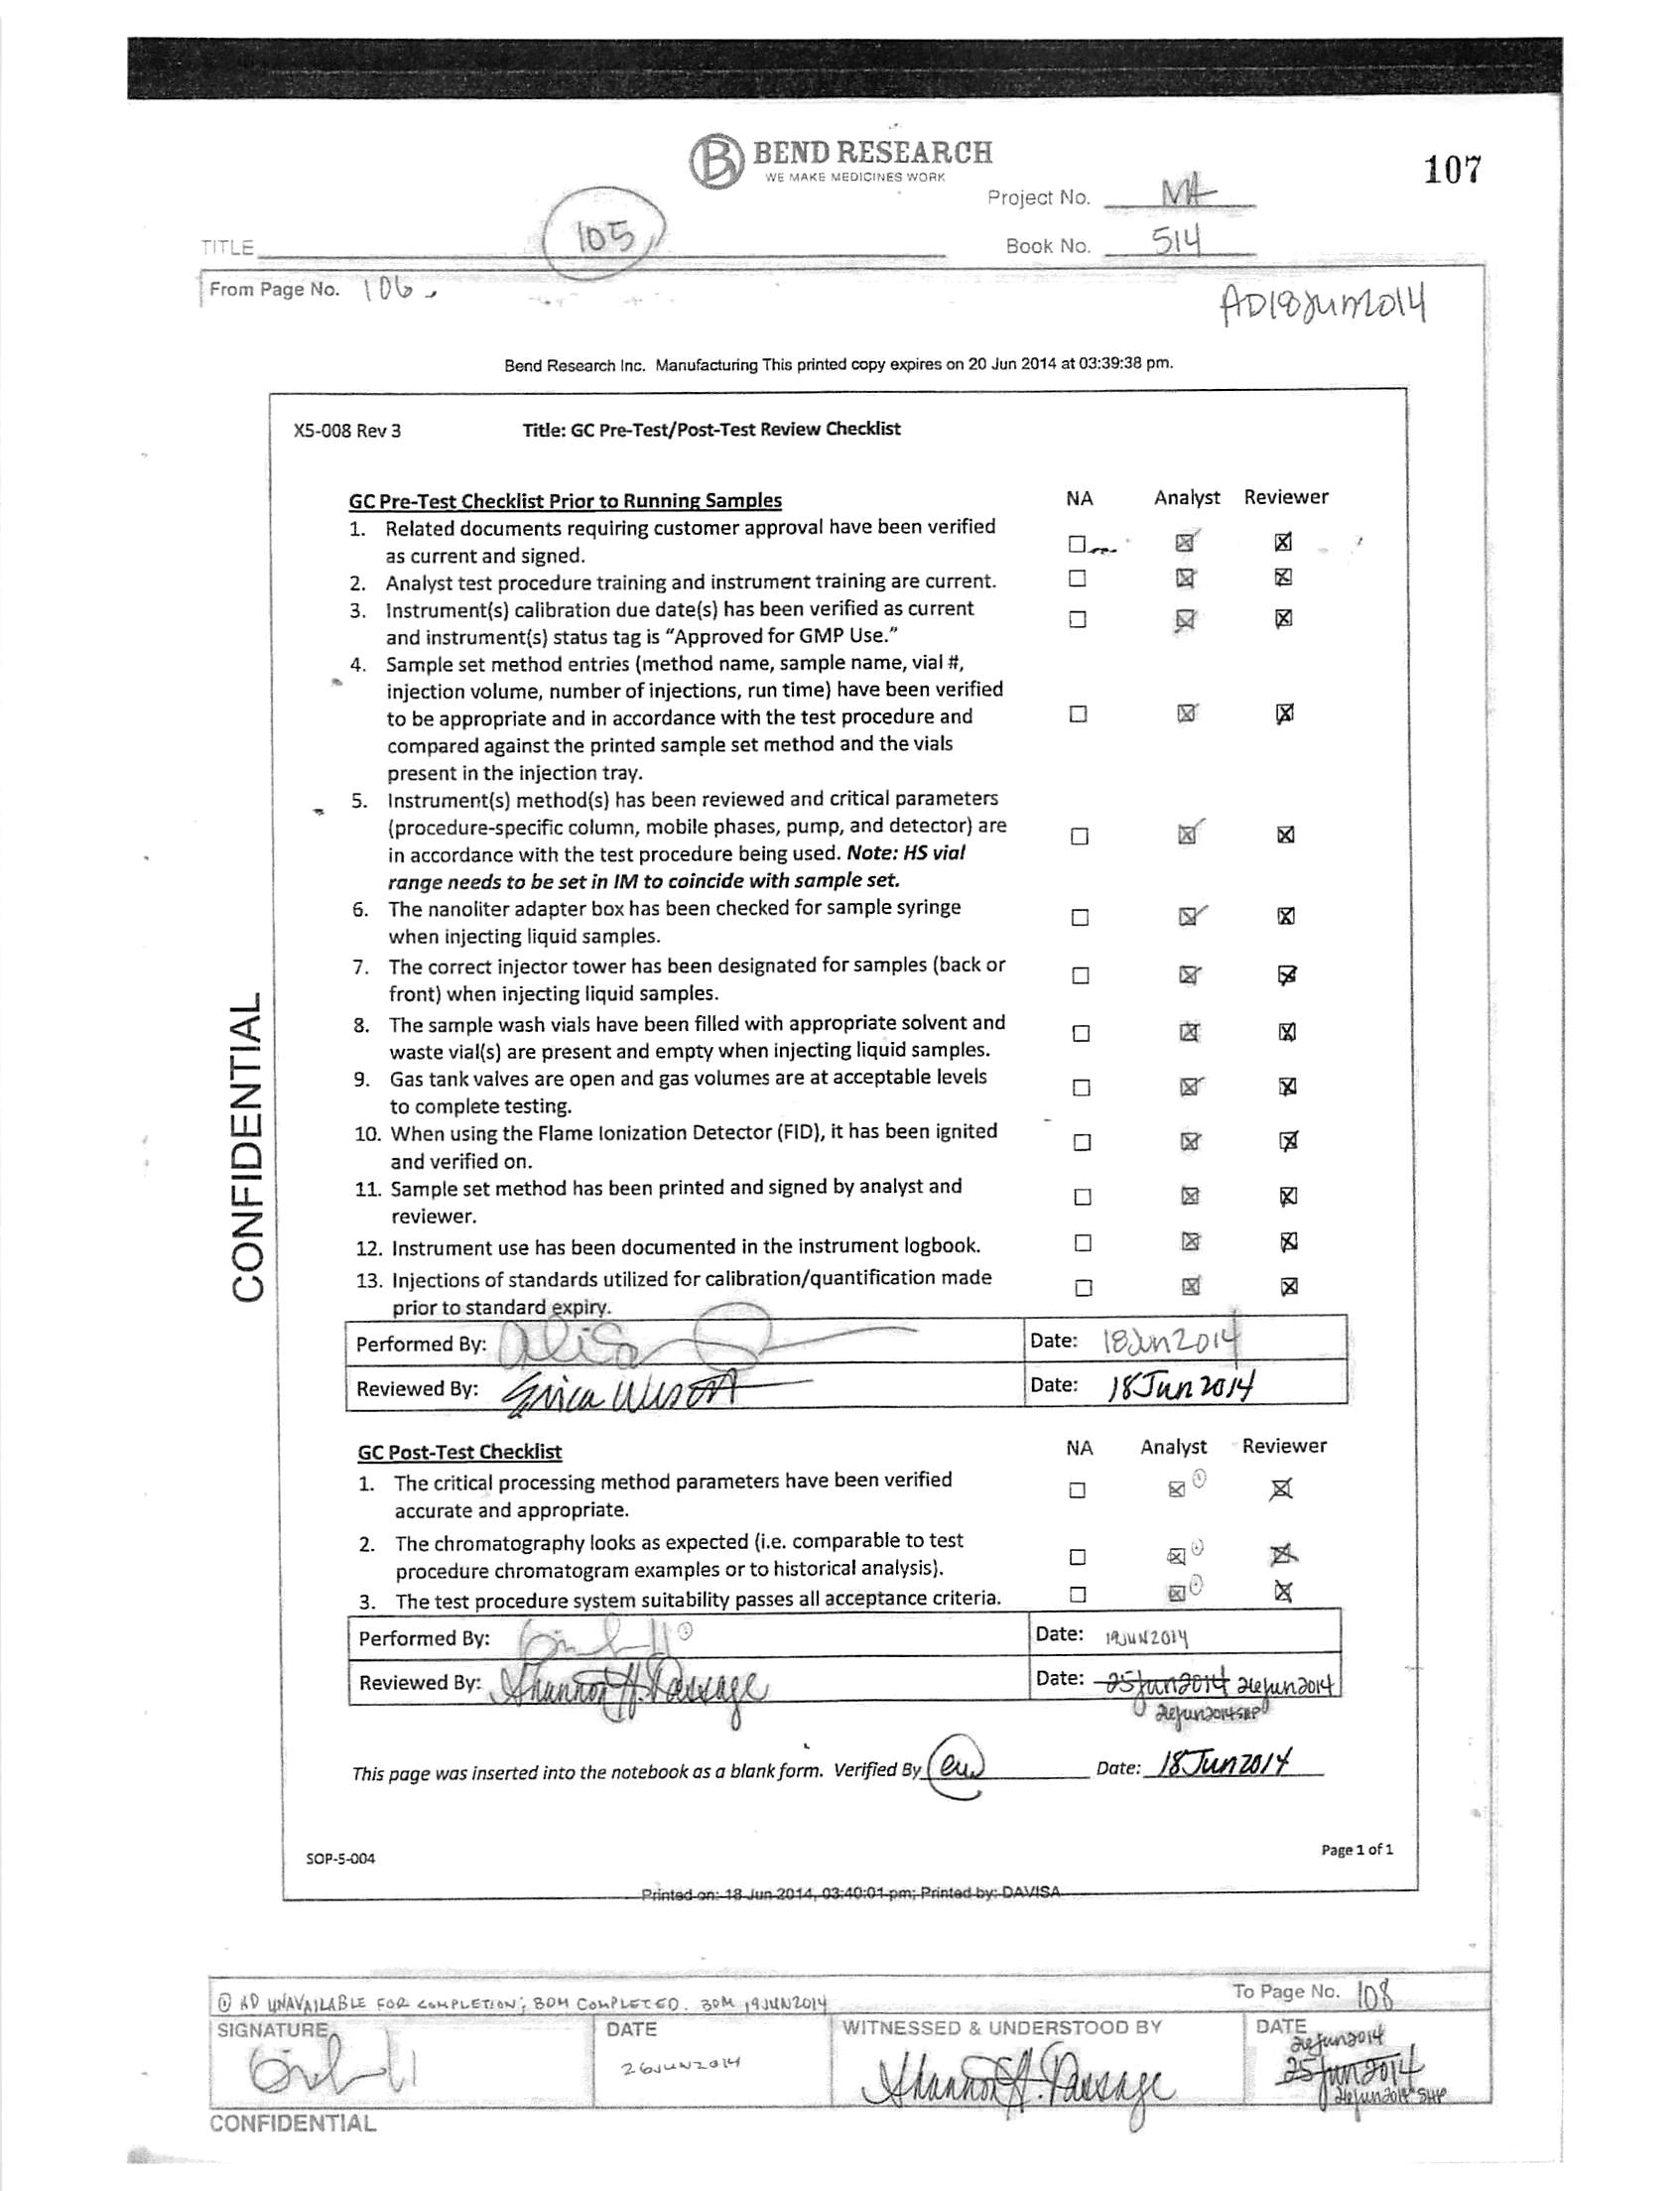 BEND RESEARCH
WE MAKE MEDICINES WORK
107
Project No. NA
TITLE 105
Book No. 514
From Page No. 106
AD18Jun2014
Bend Research Inc. Manufacturing This printed copy expires on 20 Jun 2014 at 03:39:38 pm.
X5-008 Rev 3 Title: GC Pre-Test/Post-Test Review Checklist
GC Pre-Test Checklist Prior to Running Samples NA Analyst Reviewer
1. Related documents requiring customer approval have been verified
as current and signed. ☐ ☒ ☒
2. Analyst test procedure training and instrument training are current. ☐ ☒ ☒
3. Instrument(s) calibration due date(s) has been verified as current
and instrument(s) status tag is “Approved for GMP Use.” ☐ ☒ ☒
4. Sample set method entries (method name, sample name, vial #,
injection volume, number of injections, run time) have been verified
to be appropriate and in accordance with the test procedure and ☐ ☒ ☒
compared against the printed sample set method and the vials
present in the injection tray.
5. Instrument(s) method(s) has been reviewed and critical parameters
(procedure-specific column, mobile phases, pump, and detector) are ☐ ☒ ☒
in accordance with the test procedure being used. Note: HS vial
range needs to be set in IM to coincide with sample set.
6. The nanoliter adapter box has been checked for sample syringe ☐ ☒ ☒
when injecting liquid samples.
7. The correct injector tower has been designated for samples (back or ☐ ☒ ☒
front) when injecting liquid samples.
8. The sample wash vials have been filled with appropriate solvent and ☐ ☒ ☒
waste vial(s) are present and empty when injecting liquid samples.
9. Gas tank valves are open and gas volumes are at acceptable levels ☐ ☒ ☒
to complete testing.
10. When using the Flame Ionization Detector (FID), it has been ignited ☐ ☒ ☒
and verified on.
11. Sample set method has been printed and signed by analyst and ☐ ☒ ☒
reviewer.
12. Instrument use has been documented in the instrument logbook. ☐ ☒ ☒
13. Injections of standards utilized for calibration/quantification made ☐ ☒ ☒
prior to standard expiry.
Performed By: Date: 18Jun2014
Reviewed By: Erica Date: 18Jun2014
GC Post-Test Checklist NA Analyst Reviewer
1. The critical processing method parameters have been verified ☐ ☒ ① ☒
accurate and appropriate.
2. The chromatography looks as expected (i.e. comparable to test ☐ ☒ ① ☒
procedure chromatogram examples or to historical analysis).
3. The test procedure system suitability passes all acceptance criteria. ☐ ☒ ① ☒
Performed By: ① Date: 19JUN2014
Reviewed By: Shannon H. Passage Date: 25Jun2014 26Jun2014
26Jun2014SHP
This page was inserted into the notebook as a blank form. Verified By ew Date: 18Jun2014
SOP-5-004 Page 1 of 1
Printed on: 18 Jun 2014, 03:40:01 pm; Printed by: DAVISA
CONFIDENTIAL
① AD UNAVAILABLE FOR COMPLETION; BDM COMPLETED. BDM 19JUN2014 To Page No. 108
SIGNATURE DATE WITNESSED & UNDERSTOOD BY DATE
26JUN2014 Shannon H. Passage 26Jun2014
25Jun2014
26Jun2014 SHP
CONFIDENTIAL